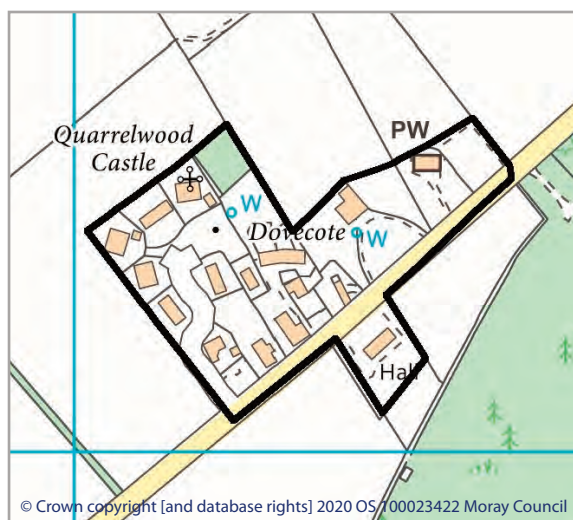 PW
Quarrelwood
Castle
W
Dovecote
W
Hall
© Crown copyright [and database rights] 2020 OS 100023422 Moray Council